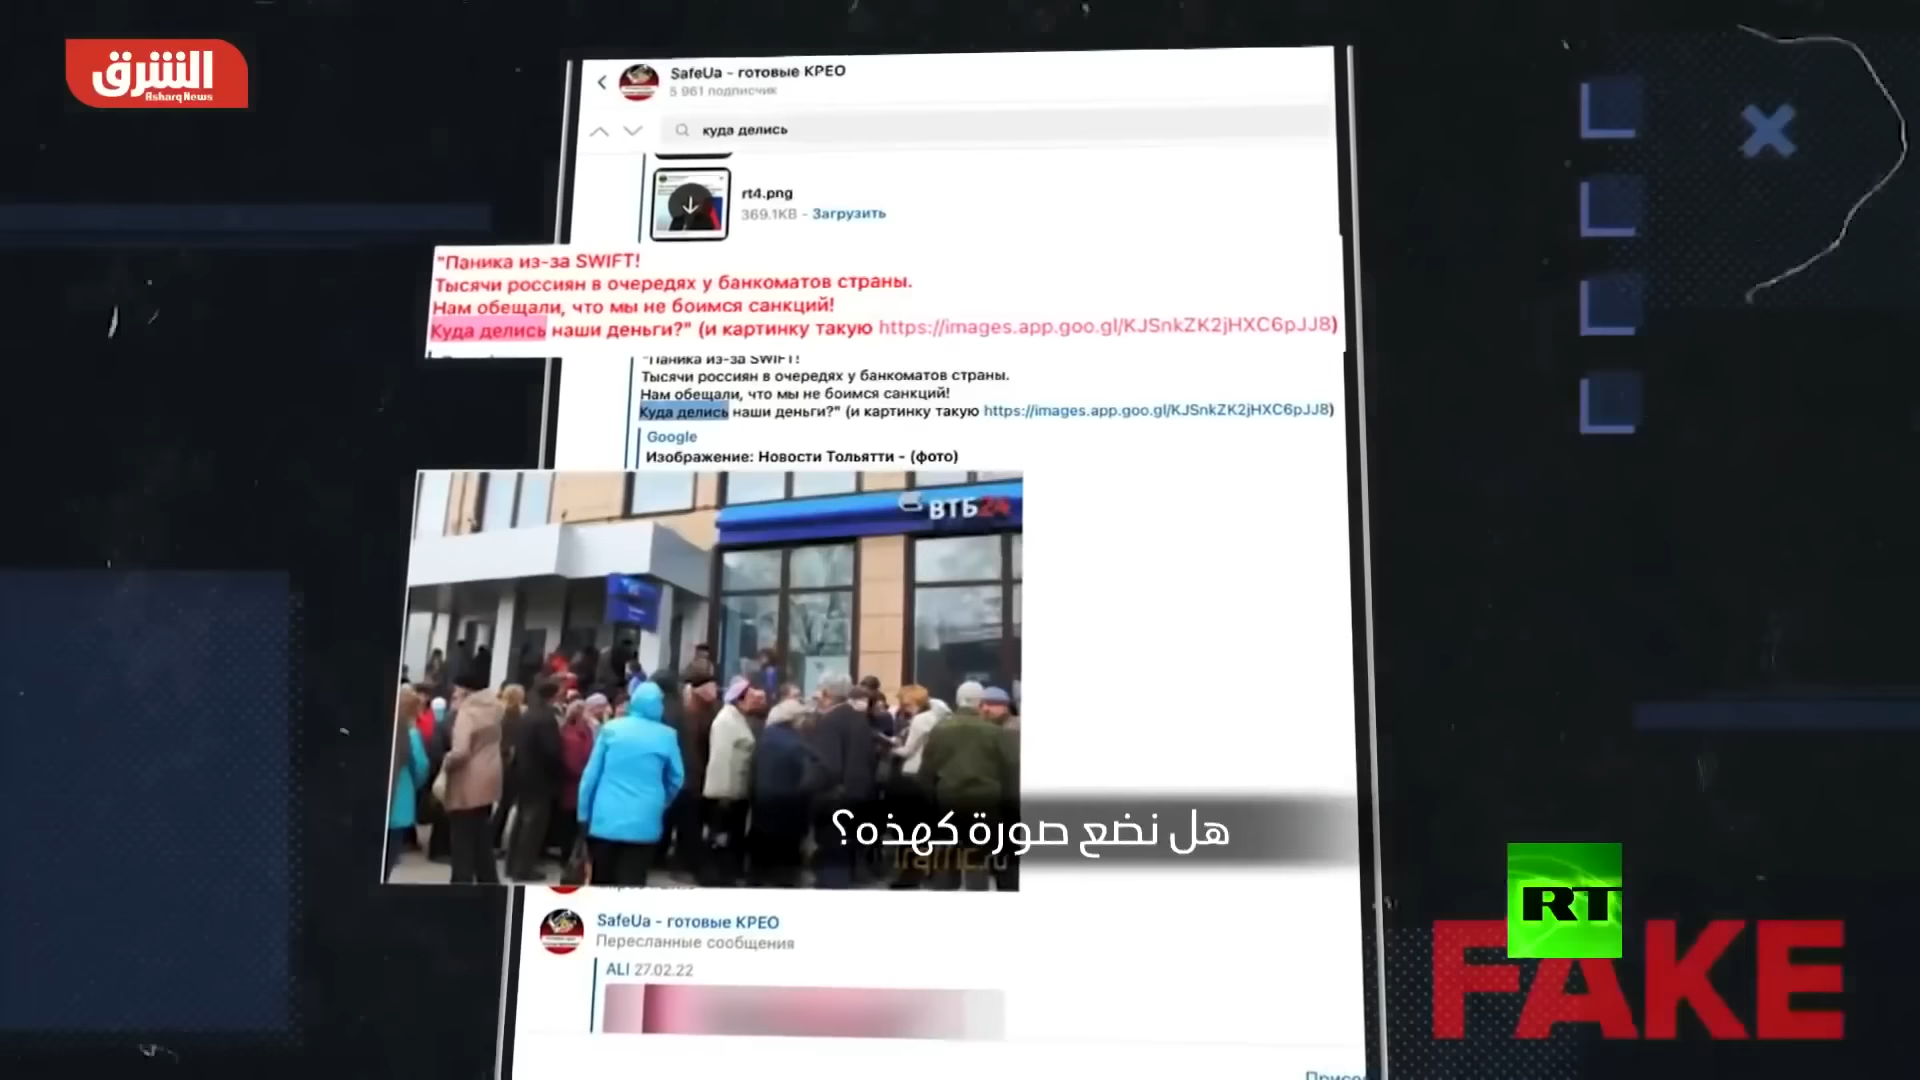 الشرق
Asharq News
SafeUa - готовые КРЕО
5 961 подписчик
куда делись
rt4.png
369.1KB - Загрузить
"Паника из-за SWIFT!
Тысячи россиян в очередях у банкоматов страны.
Нам обещали, что мы не боимся санкций!
Куда делись наши деньги?" (и картинку такую https://images.app.goo.gl/KJSnkZK2jHXC6pJJ8)
"Паника из-за SWIFT!
Тысячи россиян в очередях у банкоматов страны.
Нам обещали, что мы не боимся санкций!
Куда делись наши деньги?" (и картинку такую https://images.app.goo.gl/KJSnkZK2jHXC6pJJ8)
Google
Изображение: Новости Тольятти - (фото)
ВТБ24
هل نضع صورة كهذه؟
SafeUa - готовые КРЕО
Пересланные сообщения
ALI 27.02.22
RT
FAKE